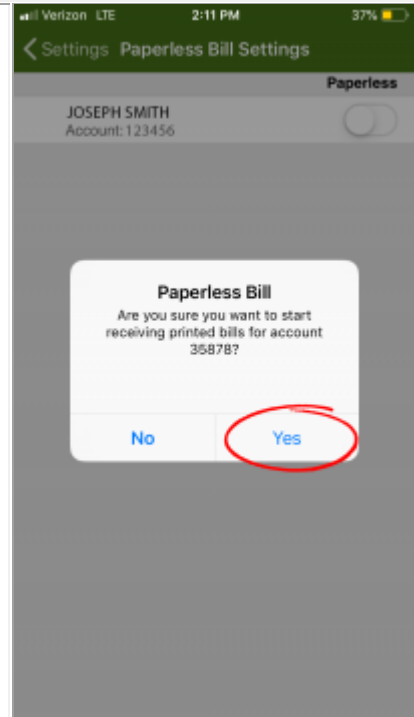 Verizon LTE 2:11 PM 37%
Settings Paperless Bill Settings
Paperless
JOSEPH SMITH
Account: 123456
Paperless Bill
Are you sure you want to start
receiving printed bills for account
35878?
No Yes